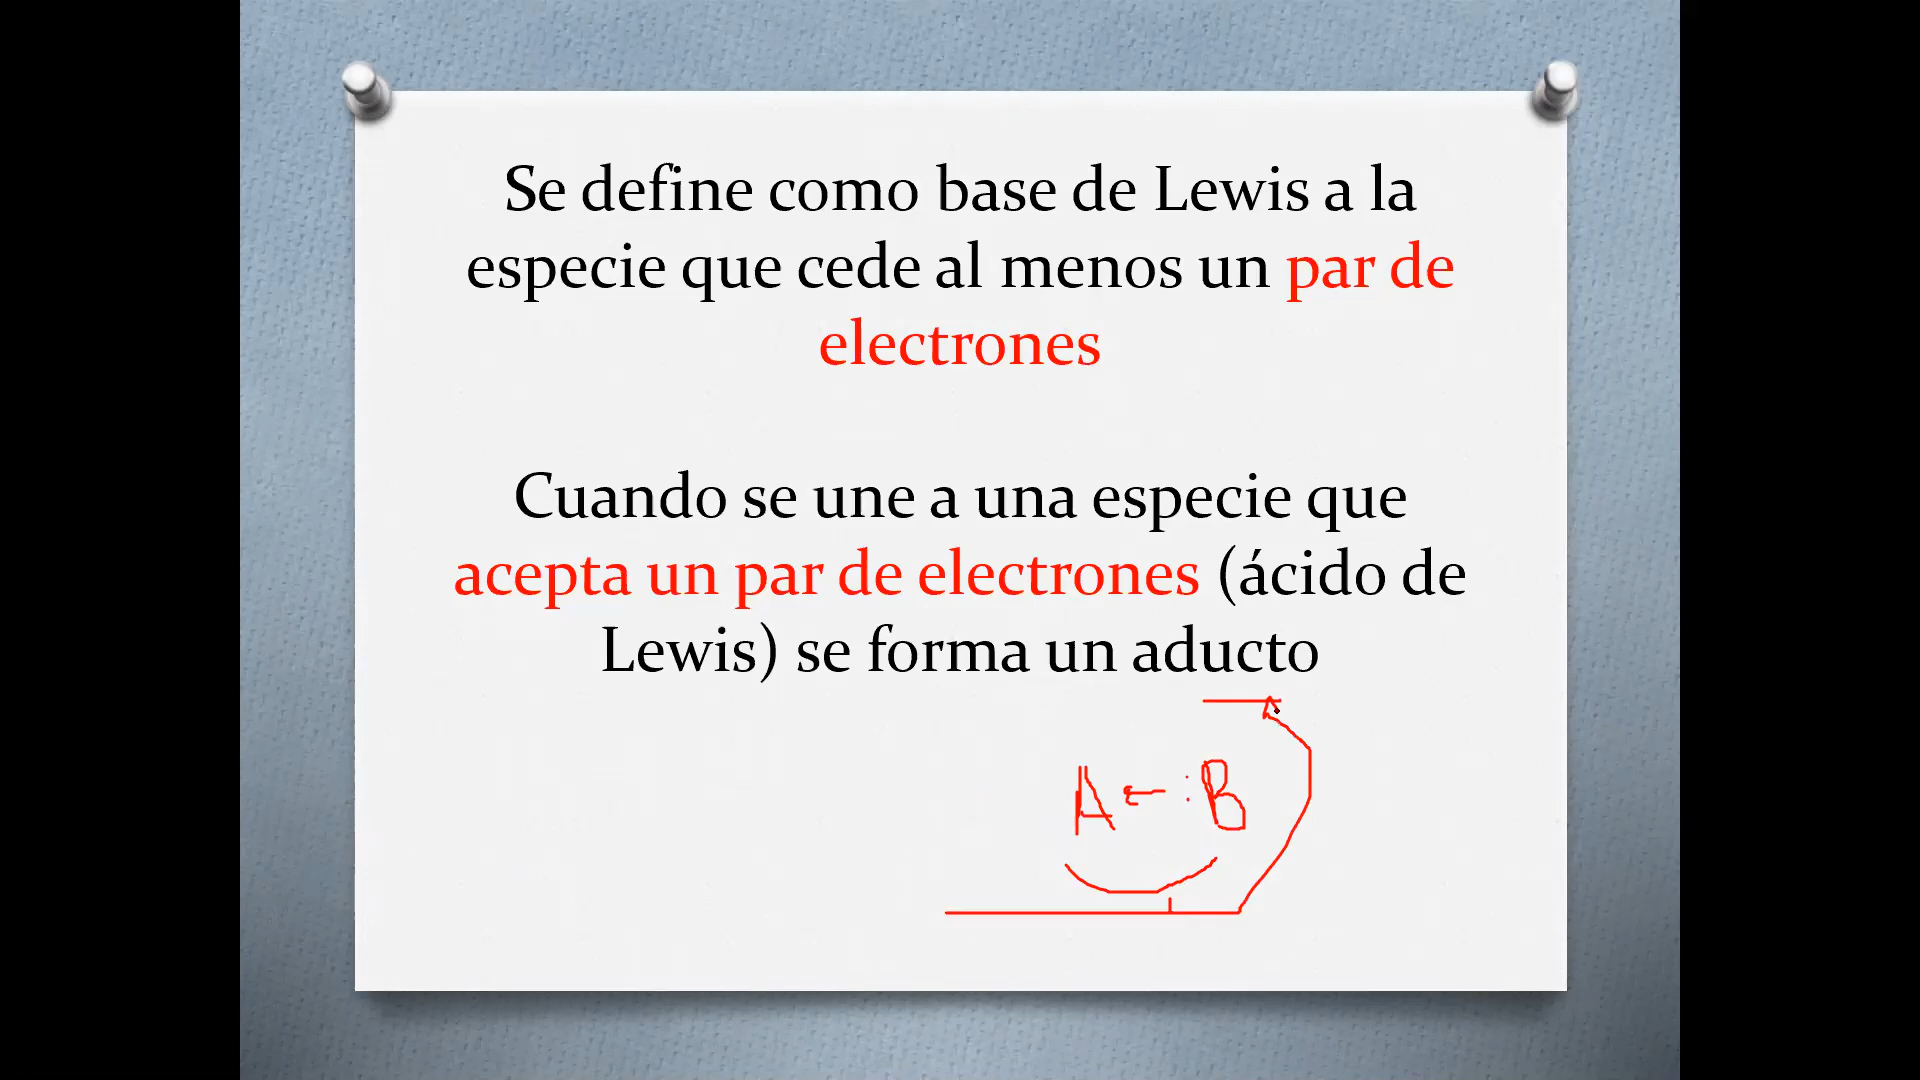 Se define como base de Lewis a la
especie que cede al menos un par de
electrones
Cuando se une a una especie que
acepta un par de electrones (ácido de
Lewis) se forma un aducto
A ← :B